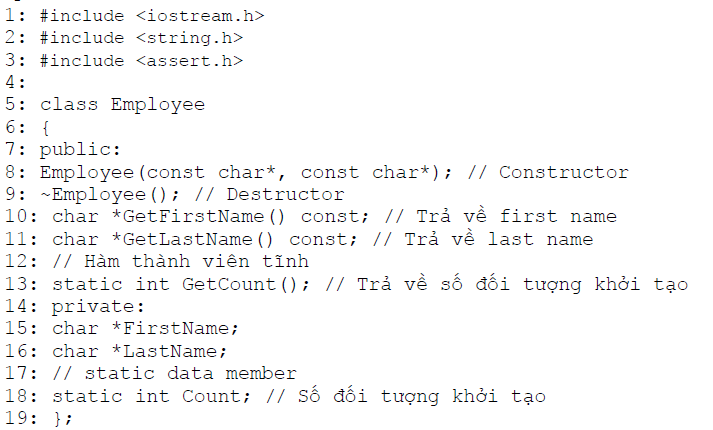 1: #include <iostream.h>
2: #include <string.h>
3: #include <assert.h>
4:
5: class Employee
6: {
7: public:
8: Employee(const char*, const char*); // Constructor
9: ~Employee(); // Destructor
10: char *GetFirstName() const; // Trả về first name
11: char *GetLastName() const; // Trả về last name
12: // Hàm thành viên tĩnh
13: static int GetCount(); // Trả về số đối tượng khởi tạo
14: private:
15: char *FirstName;
16: char *LastName;
17: // static data member
18: static int Count; // Số đối tượng khởi tạo
19: };